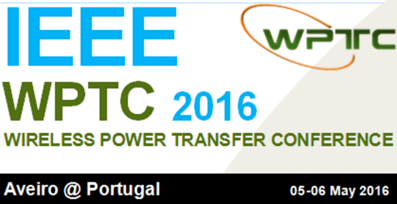 IEEE
WPTC
WPTC 2016
WIRELESS POWER TRANSFER CONFERENCE
Aveiro @ Portugal
05-06 May 2016